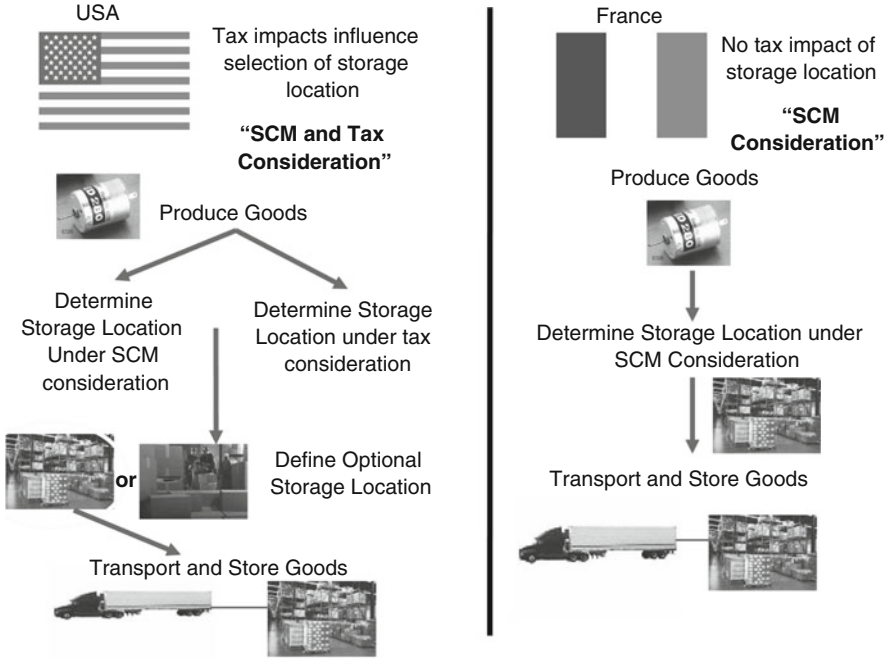 USA
Tax impacts influence
selection of storage
location
“SCM and Tax
Consideration”
Produce Goods
Determine
Storage Location
Under SCM
consideration
Determine Storage
Location under tax
consideration
or
Define Optional
Storage Location
Transport and Store Goods
France
No tax impact of
storage location
“SCM
Consideration”
Produce Goods
Determine Storage Location under
SCM Consideration
Transport and Store Goods